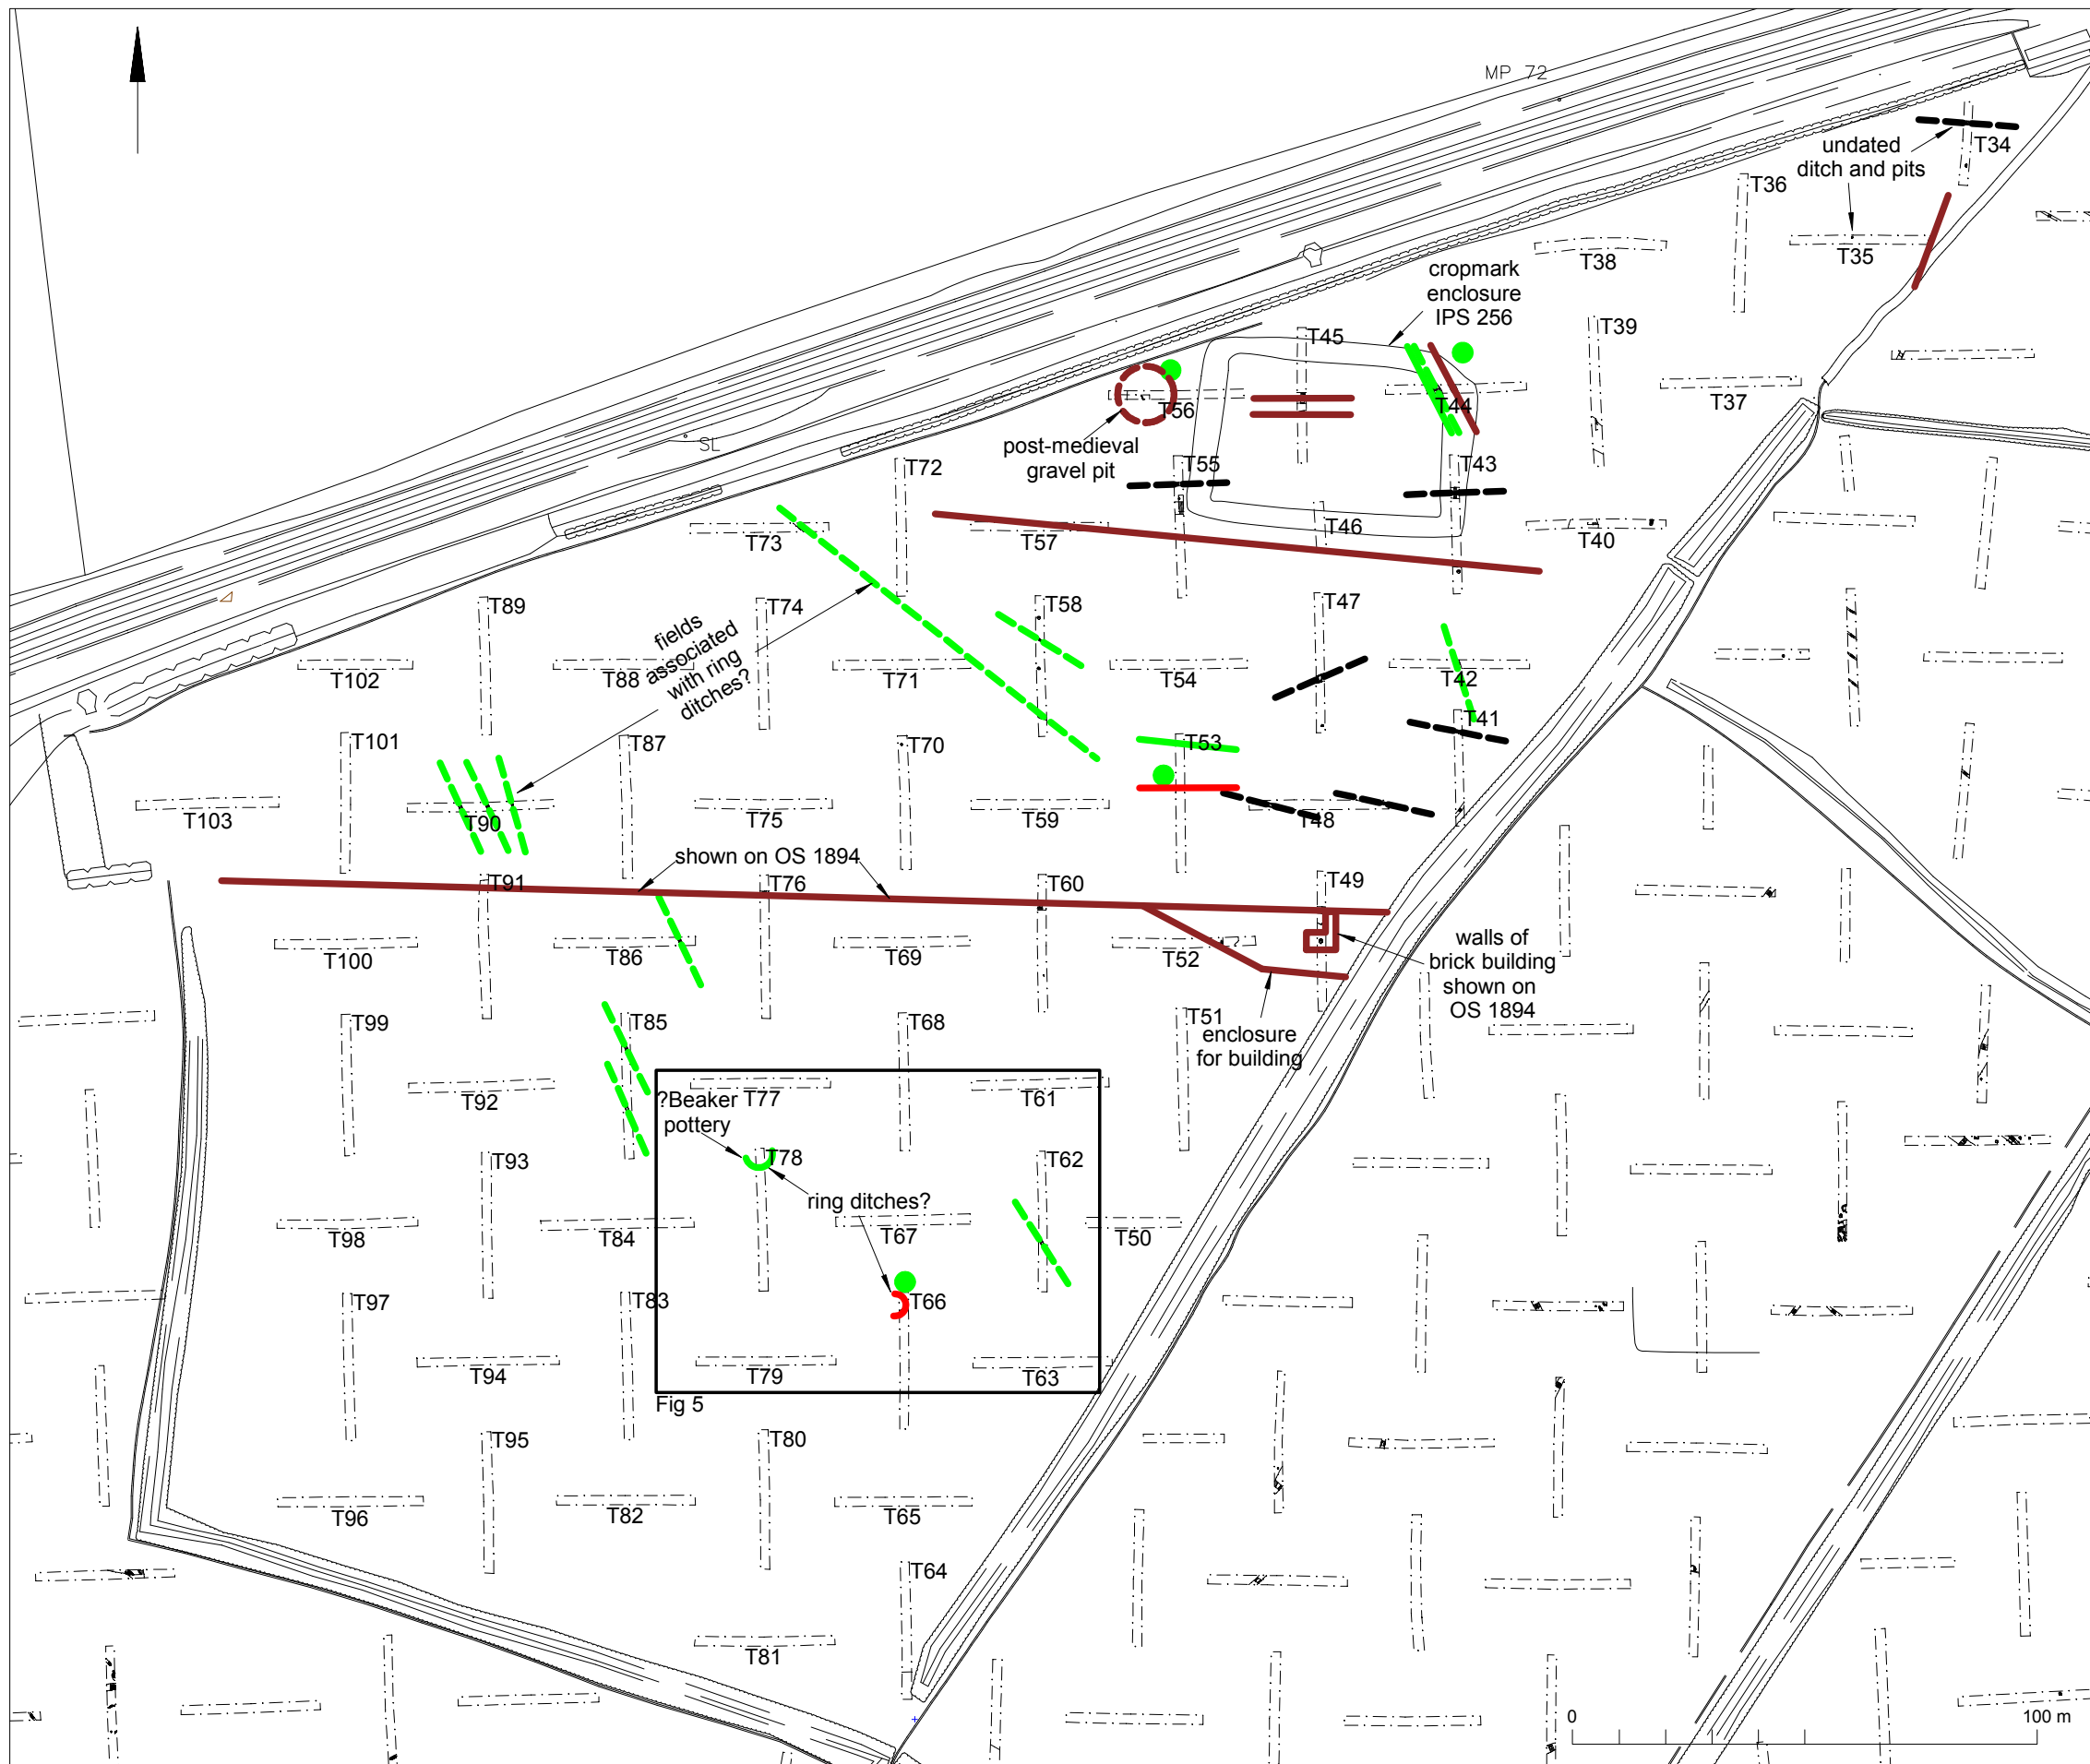 MP 72
T34
undated
ditch and pits
T36
T35
T38
cropmark
enclosure
IPS 256
T39
T45
T37
T44
T56
post-medieval
gravel pit
SL
T72
T55
T43
T46
T40
T73
T57
T89
T74
T58
T47
fields
associated
with ring
ditches?
T102
T88
T71
T54
T42
T41
T101
T87
T70
T53
T103
T90
T75
T59
T48
shown on OS 1894
T91
T76
T60
T49
walls of
brick building
shown on
OS 1894
T100
T86
T69
T52
T99
T85
T68
T51
enclosure
for building
T92
?Beaker
pottery
T77
T61
T93
T78
T62
ring ditches?
T98
T84
T67
T50
T97
T83
T66
T94
T79
T63
Fig 5
T95
T80
T96
T82
T65
T64
T81
0
100 m